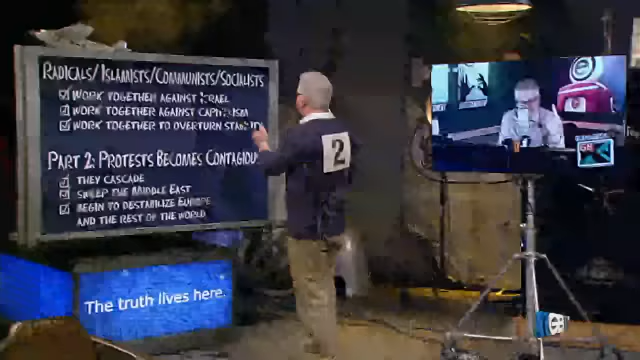 RADICALS/ISLAMISTS/COMMUNISTS/SOCIALISTS
WORK TOGETHER AGAINST ISRAEL
WORK TOGETHER AGAINST CAPITALISM
WORK TOGETHER TO OVERTURN
PART 2: PROTESTS BECOMES CONTAGIOUS
THEY CASCADE
SWEEP THE MIDDLE EAST
BEGIN TO DESTABILIZE EUROPE
AND THE REST OF THE WORLD
2
The truth lives here.